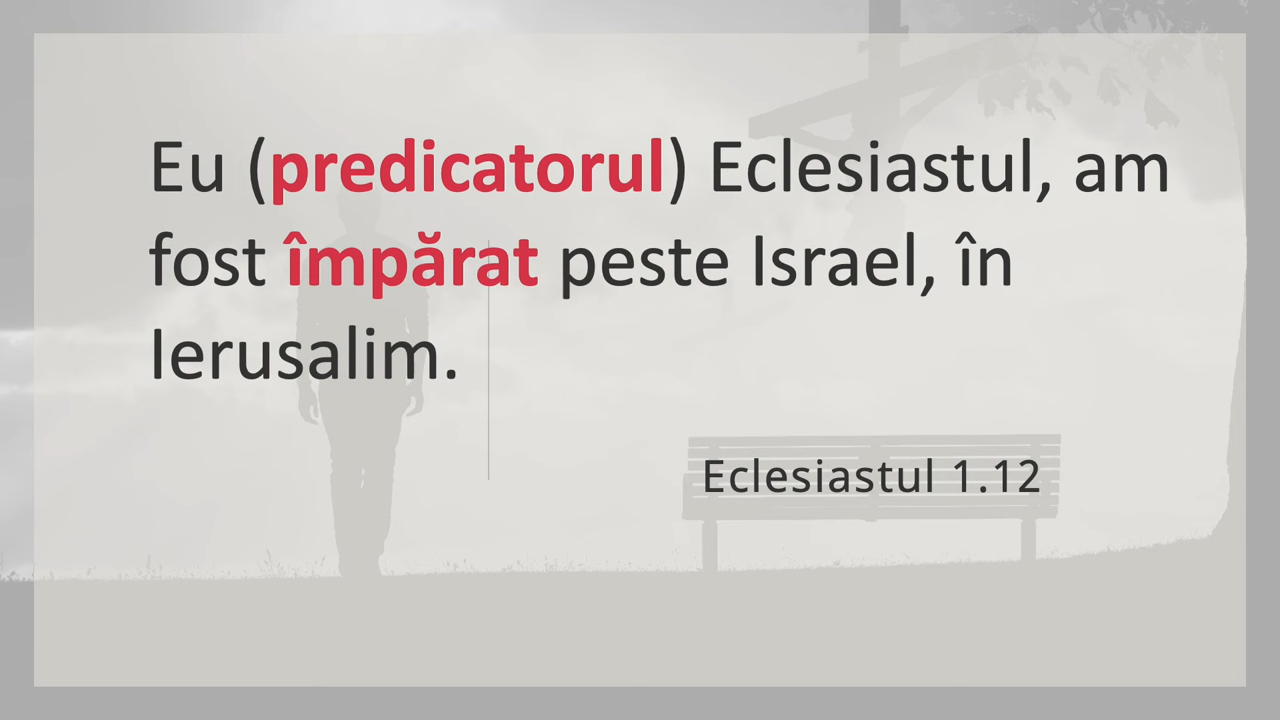 Eu (predicatorul) Eclesiastul, am
fost împărat peste Israel, în
Ierusalim.
Eclesiastul 1.12